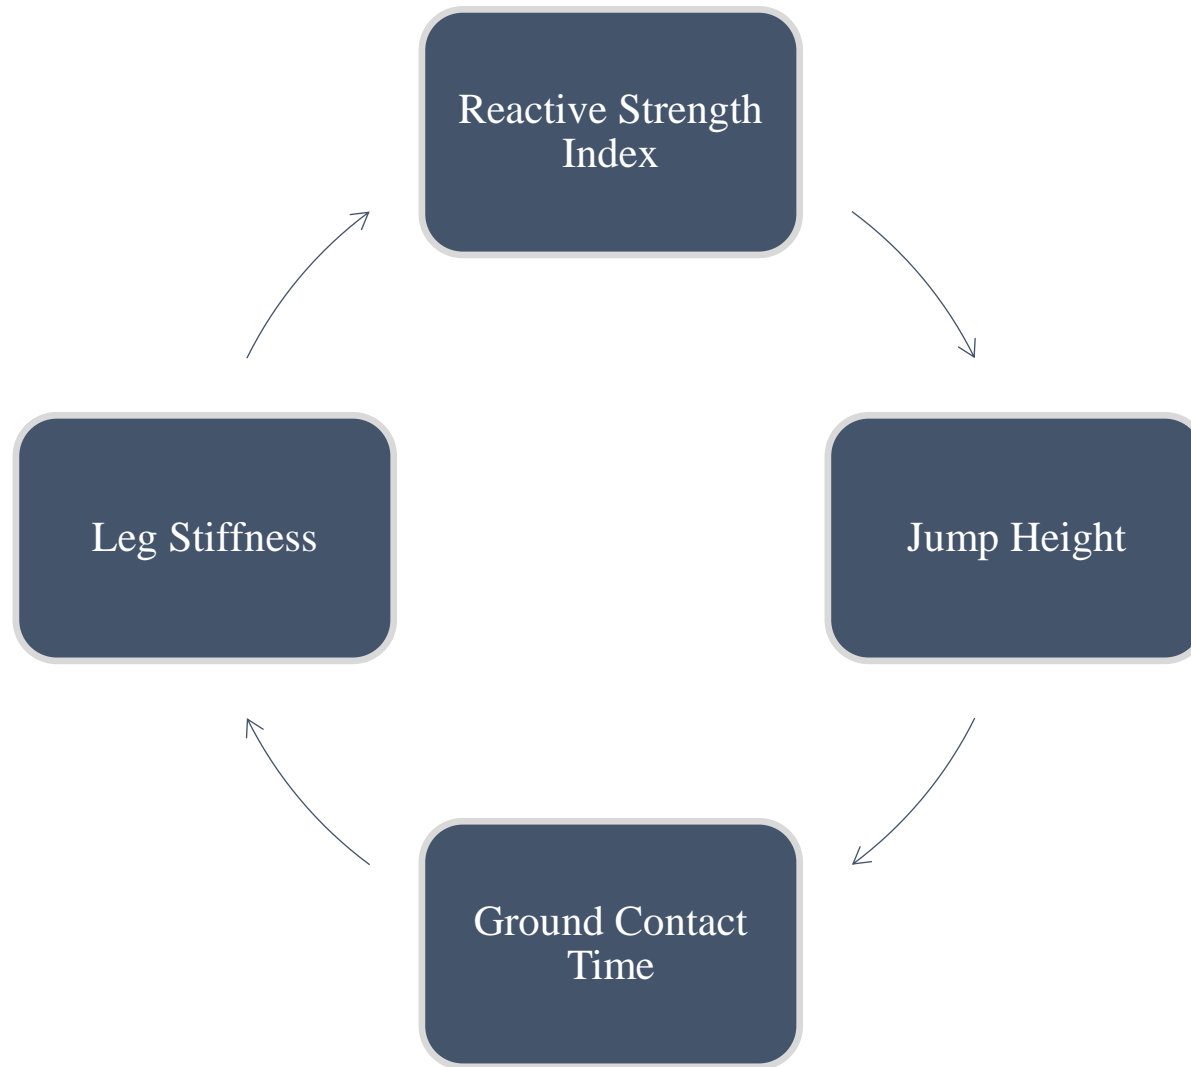 Reactive Strength
Index
Leg Stiffness
Jump Height
Ground Contact
Time